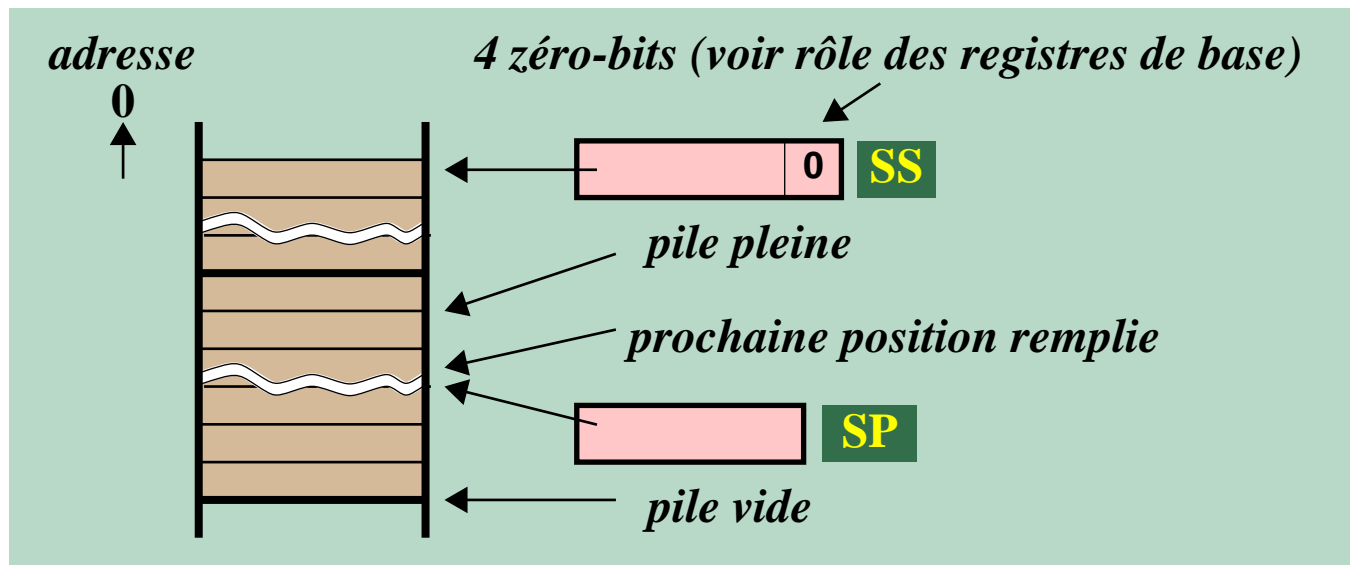 adresse
0
4 zéro-bits (voir rôle des registres de base)
0
SS
pile pleine
prochaine position remplie
SP
pile vide